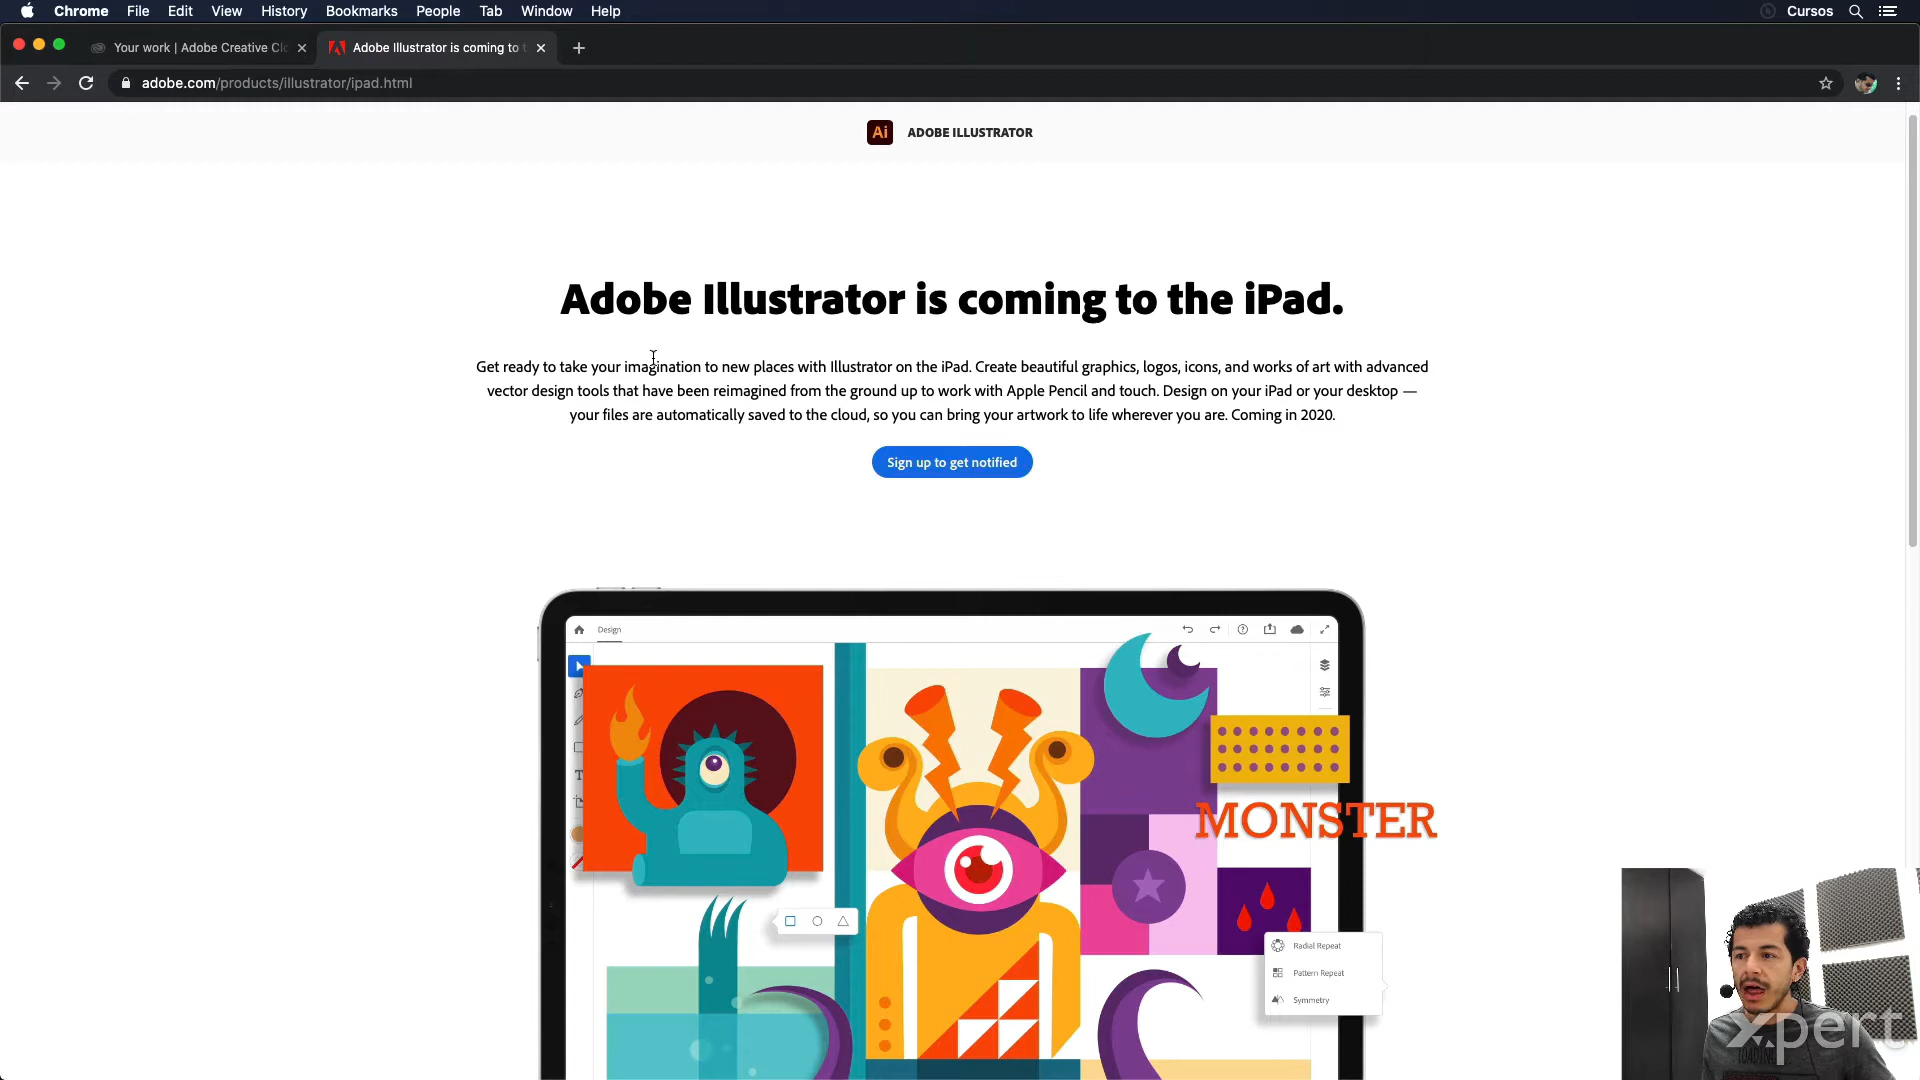 Chrome File Edit View History Bookmarks People Tab Window Help
Cursos
Your work | Adobe Creative Clo
Adobe Illustrator is coming to t
adobe.com/products/illustrator/ipad.html
Ai ADOBE ILLUSTRATOR
Adobe Illustrator is coming to the iPad.
Get ready to take your imagination to new places with Illustrator on the iPad. Create beautiful graphics, logos, icons, and works of art with advanced
vector design tools that have been reimagined from the ground up to work with Apple Pencil and touch. Design on your iPad or your desktop —
your files are automatically saved to the cloud, so you can bring your artwork to life wherever you are. Coming in 2020.
Sign up to get notified
Design
T
MONSTER
Radial Repeat
Pattern Repeat
Symmetry
xpert